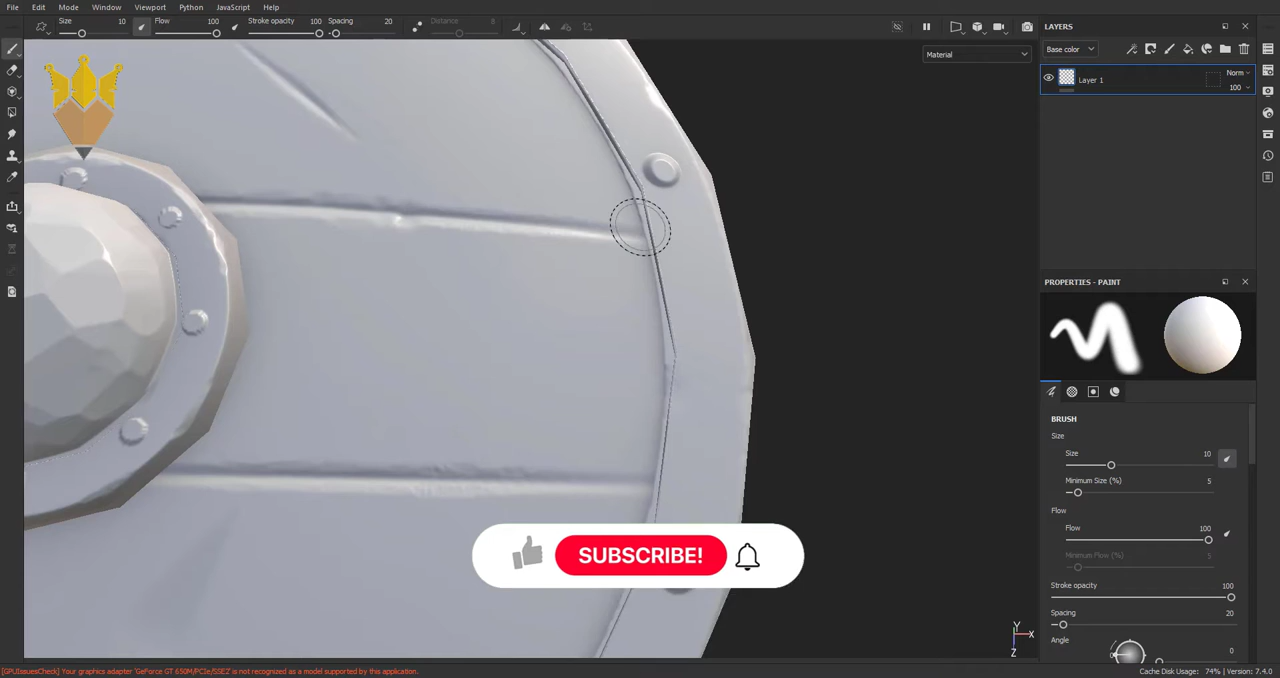 File Edit Mode Window Viewport Python JavaScript Help
Size 10 Flow 100 Stroke opacity 100 Spacing 20 Distance 8
Material
LAYERS
Base color
Layer 1
Norm
100
PROPERTIES - PAINT
BRUSH
Size
Size 10
Minimum Size (%) 5
Flow
Flow 100
Minimum Flow (%) 5
Stroke opacity 100
Spacing 20
Angle 0
SUBSCRIBE!
Y
X
Z
[GPUIssuesCheck] Your graphics adapter 'GeForce GT 650M/PCIe/SSE2' is not recognized as a model supported by this application.
Cache Disk Usage: 74% | Version: 7.4.0